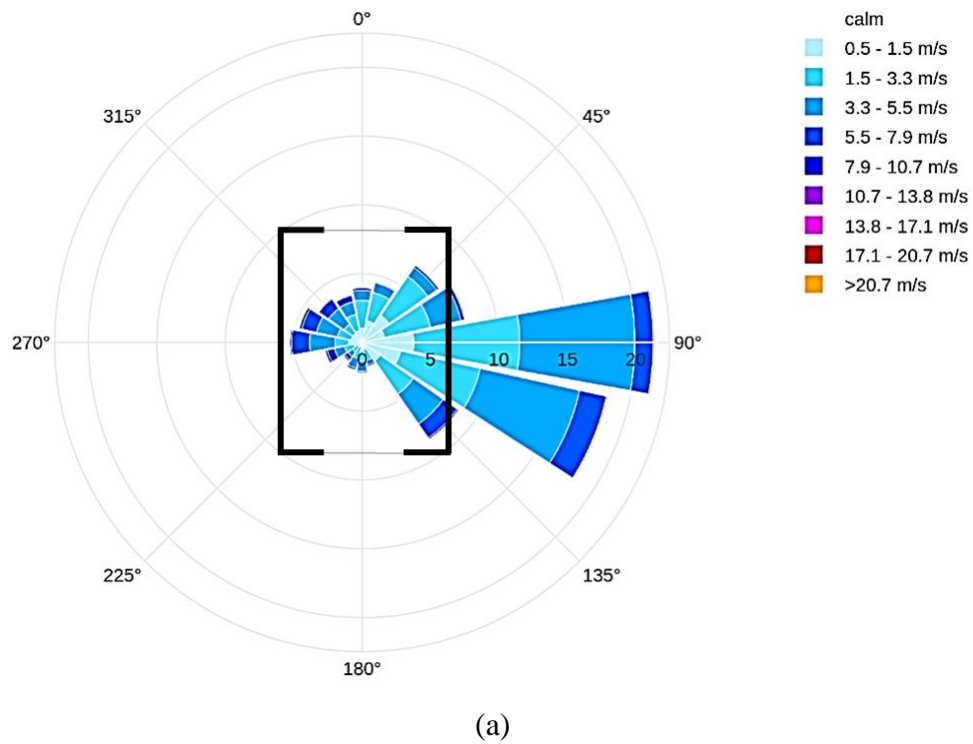 0°
calm
0.5 - 1.5 m/s
1.5 - 3.3 m/s
3.3 - 5.5 m/s
5.5 - 7.9 m/s
7.9 - 10.7 m/s
10.7 - 13.8 m/s
13.8 - 17.1 m/s
17.1 - 20.7 m/s
>20.7 m/s
315°
45°
270°
0 5 10 15 20
90°
225°
135°
180°
(a)